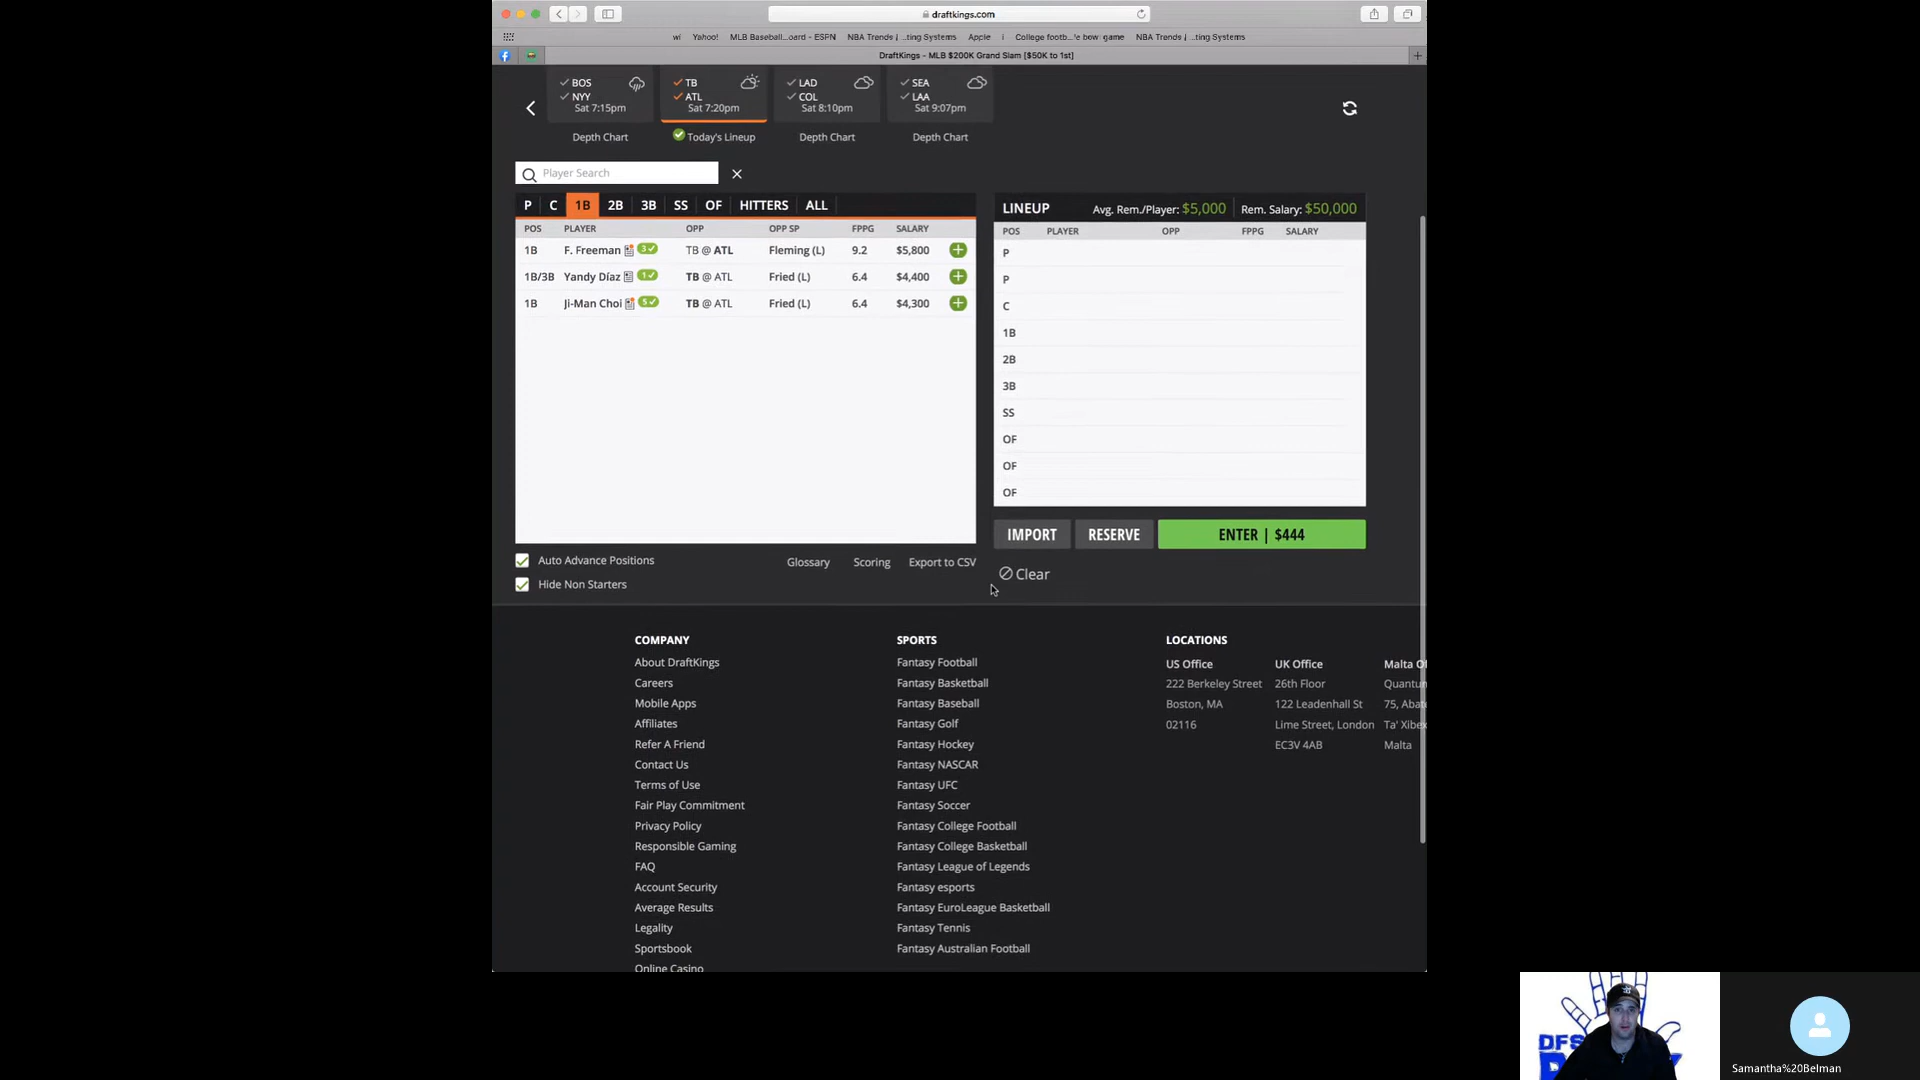 draftkings.com
wi Yahoo! MLB Baseball...oard - ESPN NBA Trends | ...ting Systems Apple i College footb...'e bow game NBA Trends | ...ting Systems
DraftKings - MLB $200K Grand Slam [$50K to 1st]
BOS TB LAD SEA
NYY ATL COL LAA
Sat 7:15pm Sat 7:20pm Sat 8:10pm Sat 9:07pm
Depth Chart Today's Lineup Depth Chart Depth Chart
Player Search
P C 1B 2B 3B SS OF HITTERS ALL
POS PLAYER OPP OPP SP FPPG SALARY
1B F. Freeman 3 TB @ ATL Fleming (L) 9.2 $5,800
1B/3B Yandy Díaz 1 TB @ ATL Fried (L) 6.4 $4,400
1B Ji-Man Choi 5 TB @ ATL Fried (L) 6.4 $4,300
Auto Advance Positions Glossary Scoring Export to CSV
Hide Non Starters
LINEUP Avg. Rem./Player: $5,000 Rem. Salary: $50,000
POS PLAYER OPP FPPG SALARY
P
P
C
1B
2B
3B
SS
OF
OF
OF
IMPORT RESERVE ENTER | $444
Clear
COMPANY
About DraftKings
Careers
Mobile Apps
Affiliates
Refer A Friend
Contact Us
Terms of Use
Fair Play Commitment
Privacy Policy
Responsible Gaming
FAQ
Account Security
Average Results
Legality
Sportsbook
Online Casino
SPORTS
Fantasy Football
Fantasy Basketball
Fantasy Baseball
Fantasy Golf
Fantasy Hockey
Fantasy NASCAR
Fantasy UFC
Fantasy Soccer
Fantasy College Football
Fantasy College Basketball
Fantasy League of Legends
Fantasy esports
Fantasy EuroLeague Basketball
Fantasy Tennis
Fantasy Australian Football
LOCATIONS
US Office
222 Berkeley Street
Boston, MA
02116
UK Office
26th Floor
122 Leadenhall St
Lime Street, London
EC3V 4AB
Malta O
Quantun
75, Abat
Ta' Xibex
Malta
DFS
Samantha%20Belman